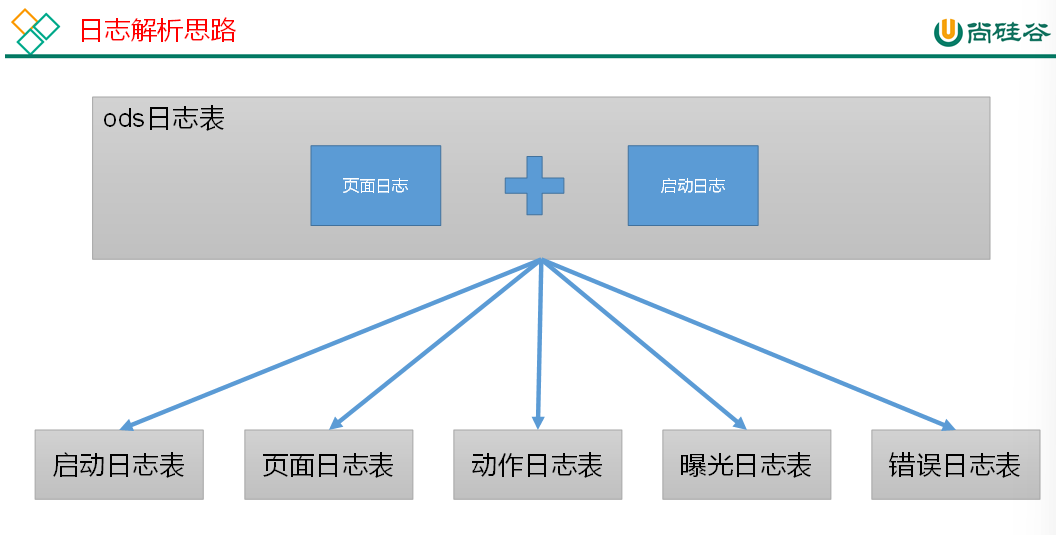 日志解析思路
尚硅谷
ods日志表
页面日志
启动日志
启动日志表
页面日志表
动作日志表
曝光日志表
错误日志表